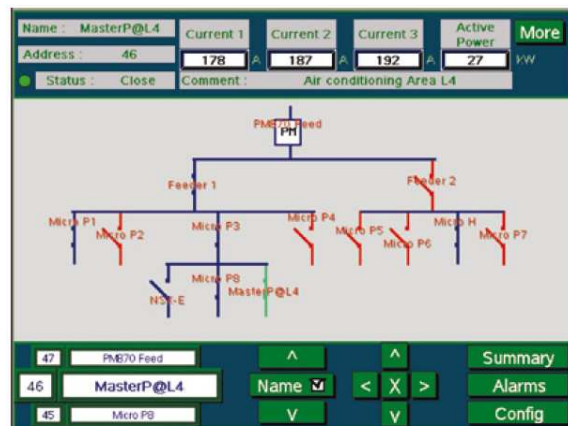 Name : MasterP@L4
Current 1
Current 2
Current 3
Active Power
More
Address : 46
178 A
187 A
192 A
27 kW
Status : Close
Comment : Air conditioning Area L4
PM870 Feed
PM
Feeder 1
Feeder 2
Micro P1
Micro P2
Micro P3
Micro P4
Micro P5
Micro P6
Micro H
Micro P7
Micro P8
NSX-E
MasterP@L4
47 PM870 Feed
^
^
Summary
46 MasterP@L4
Name
< X >
Alarms
45 Micro P8
V
V
Config